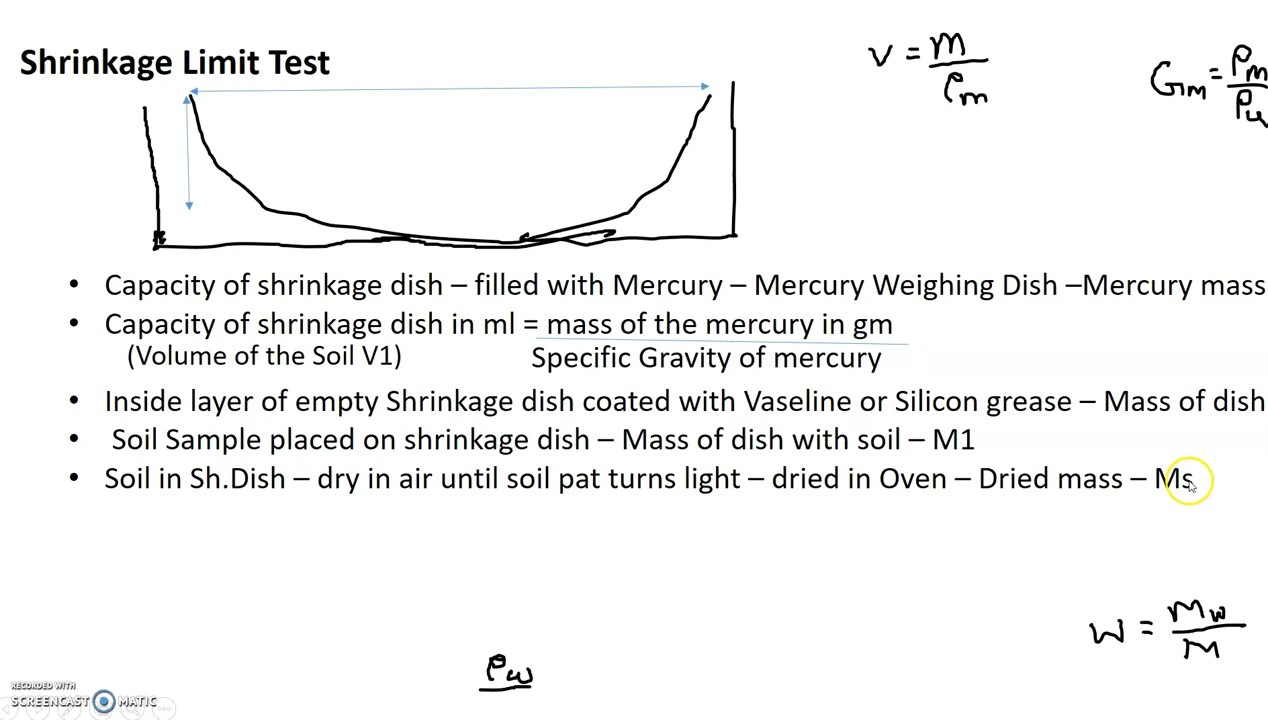 Shrinkage Limit Test
V = m / ρm
Gm = ρm / ρω
• Capacity of shrinkage dish – filled with Mercury – Mercury Weighing Dish –Mercury mass
• Capacity of shrinkage dish in ml = mass of the mercury in gm
(Volume of the Soil V1) Specific Gravity of mercury
• Inside layer of empty Shrinkage dish coated with Vaseline or Silicon grease – Mass of dish
• Soil Sample placed on shrinkage dish – Mass of dish with soil – M1
• Soil in Sh.Dish – dry in air until soil pat turns light – dried in Oven – Dried mass – Ms
W = Mw / M
ρω
RECORDED WITH
SCREENCAST MATIC